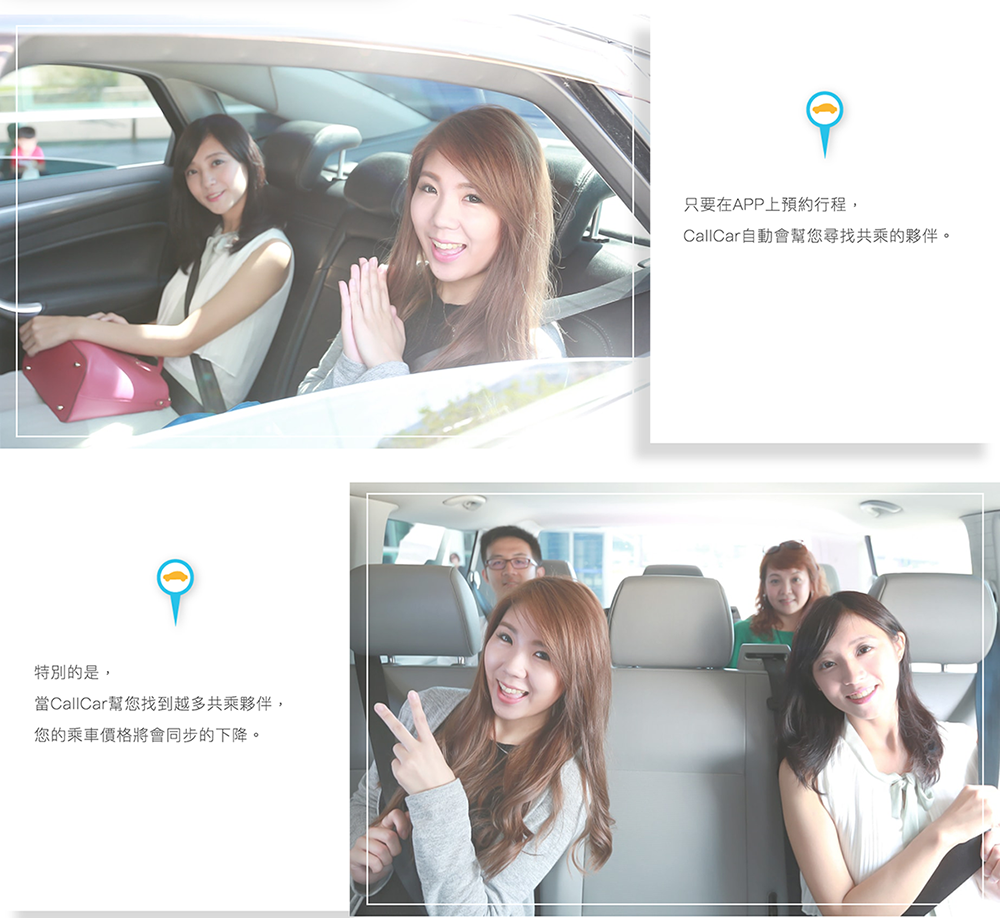 只要在APP上預約行程，
CallCar自動會幫您尋找共乘的夥伴。
特別的是，
當CallCar幫您找到越多共乘夥伴，
您的乘車價格將會同步的下降。